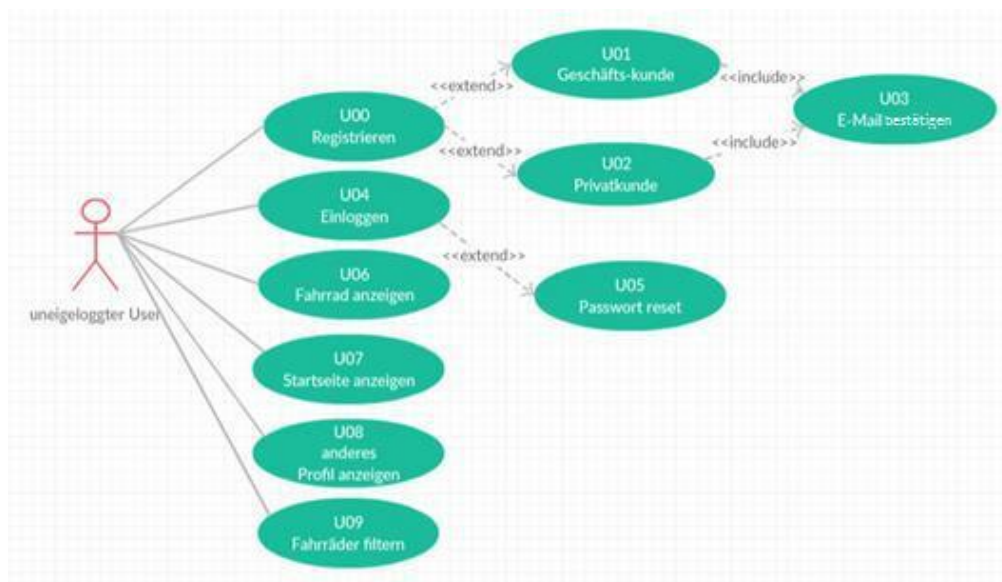 U01
Geschäfts-kunde
<<extend>>
<<include>>
U03
E-Mail bestätigen
U00
Registrieren
<<extend>>
<<include>>
U02
Privatkunde
U04
Einloggen
<<extend>>
U05
Passwort reset
U06
Fahrrad anzeigen
uneigeloggter User
U07
Startseite anzeigen
U08
anderes
Profil anzeigen
U09
Fahrräder filtern